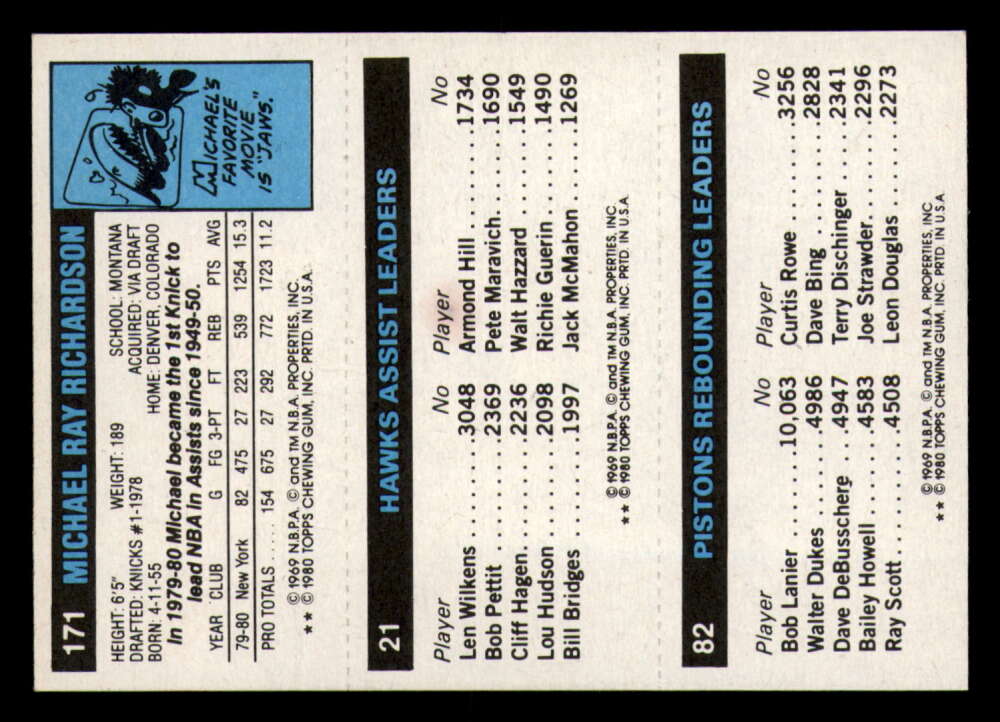 171 MICHAEL RAY RICHARDSON
HEIGHT: 6'5" WEIGHT: 189 SCHOOL: MONTANA
DRAFTED: KNICKS #1-1978 ACQUIRED: VIA DRAFT
BORN: 4-11-55 HOME: DENVER, COLORADO
In 1979-80 Michael became the 1st Knick to
lead NBA in Assists since 1949-50.
YEAR CLUB G FG 3-PT FT REB PTS AVG
79-80 New York 82 475 27 223 539 1254 15.3
PRO TOTALS ..... 154 675 27 292 772 1723 11.2
© 1969 N.B.P.A. © and TM N.B.A. PROPERTIES, INC.
** © 1980 TOPPS CHEWING GUM, INC. PRTD. IN U.S.A.
MICHAEL'S
FAVORITE
MOVIE
IS "JAWS."
21 HAWKS ASSIST LEADERS
Player No Player No
Len Wilkens ....... 3048 Armond Hill ....... 1734
Bob Pettit ......... 2369 Pete Maravich ..... 1690
Cliff Hagen ........ 2236 Walt Hazzard ...... 1549
Lou Hudson ....... 2098 Richie Guerin ..... 1490
Bill Bridges ........ 1997 Jack McMahon ..... 1269
© 1969 N.B.P.A. © and TM N.B.A. PROPERTIES, INC.
** © 1980 TOPPS CHEWING GUM, INC. PRTD. IN U.S.A.
82 PISTONS REBOUNDING LEADERS
Player No Player No
Bob Lanier ....... 10,063 Curtis Rowe ....... 3256
Walter Dukes ...... 4986 Dave Bing ......... 2828
Dave DeBusschere .. 4947 Terry Dischinger ... 2341
Bailey Howell ...... 4583 Joe Strawder ...... 2296
Ray Scott .......... 4508 Leon Douglas ...... 2273
© 1969 N.B.P.A. © and TM N.B.A. PROPERTIES, INC.
** © 1980 TOPPS CHEWING GUM, INC. PRTD. IN U.S.A.